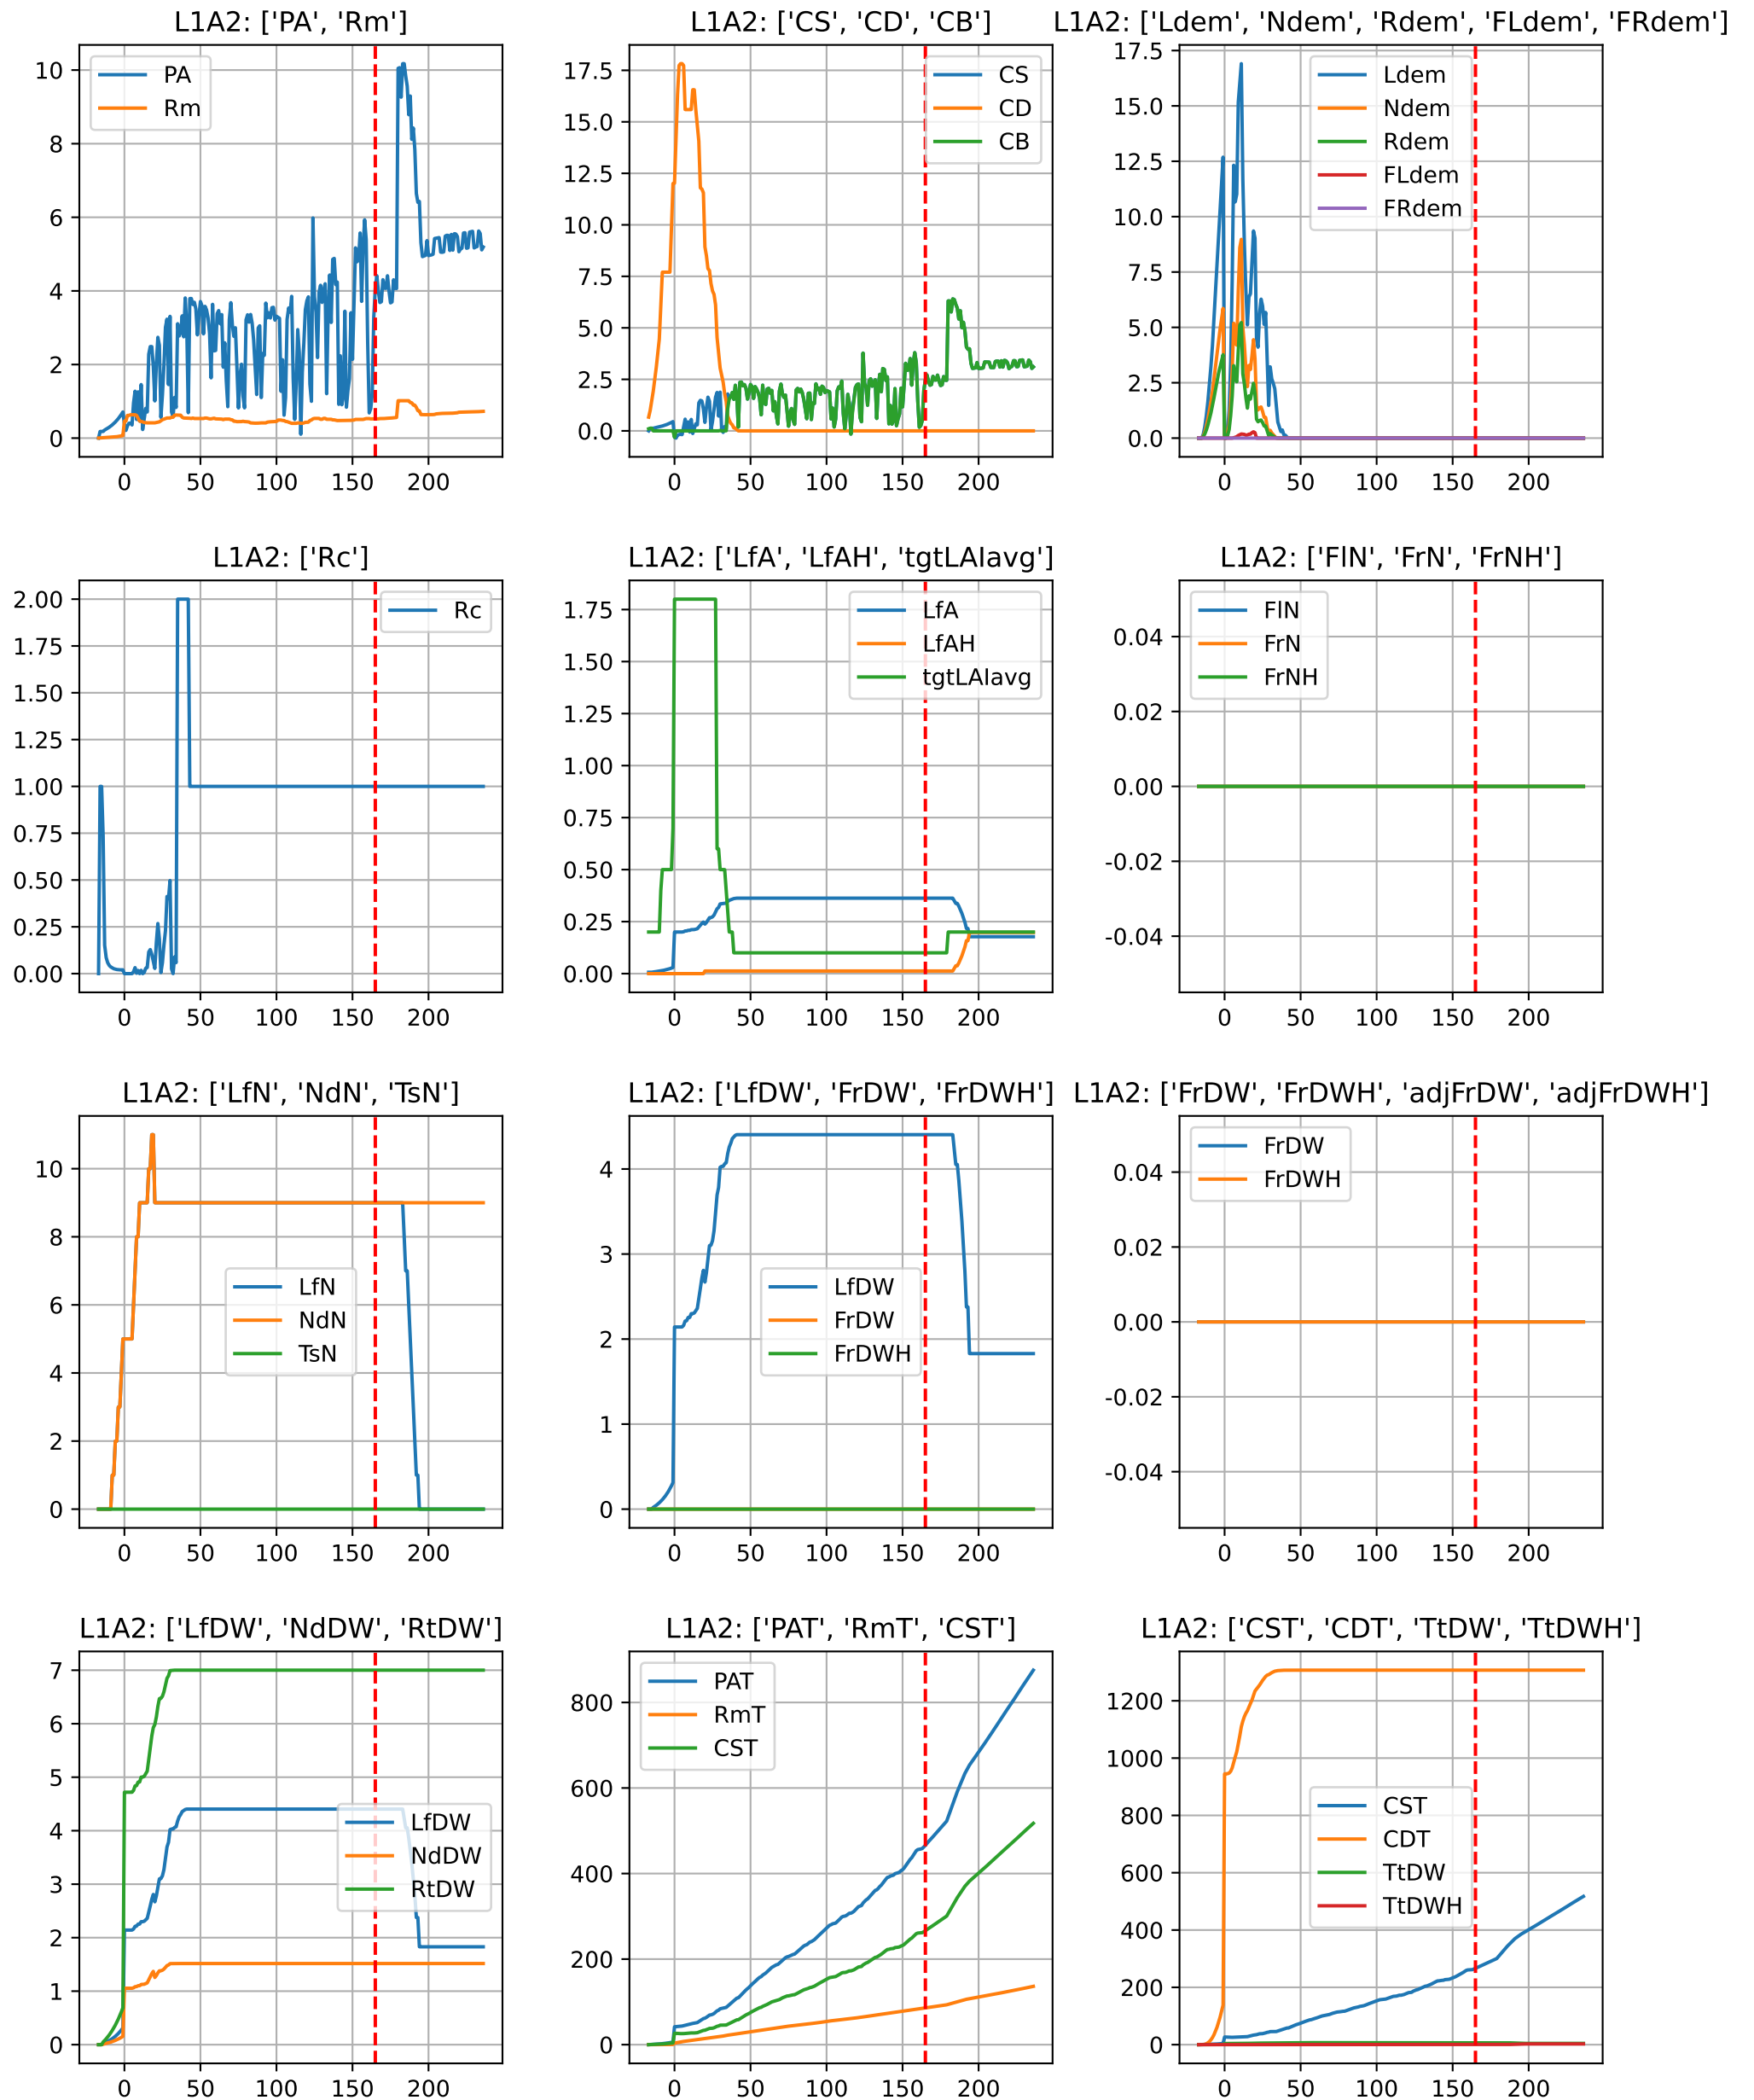 L1A2: ['PA', 'Rm']
10
8
6
4
2
0
0 50 100 150 200
PA
Rm
L1A2: ['CS', 'CD', 'CB']
17.5
15.0
12.5
10.0
7.5
5.0
2.5
0.0
0 50 100 150 200
CS
CD
CB
L1A2: ['Ldem', 'Ndem', 'Rdem', 'FLdem', 'FRdem']
17.5
15.0
12.5
10.0
7.5
5.0
2.5
0.0
0 50 100 150 200
Ldem
Ndem
Rdem
FLdem
FRdem
L1A2: ['Rc']
2.00
1.75
1.50
1.25
1.00
0.75
0.50
0.25
0.00
0 50 100 150 200
Rc
L1A2: ['LfA', 'LfAH', 'tgtLAIavg']
1.75
1.50
1.25
1.00
0.75
0.50
0.25
0.00
0 50 100 150 200
LfA
LfAH
tgtLAIavg
L1A2: ['FlN', 'FrN', 'FrNH']
0.04
0.02
0.00
-0.02
-0.04
0 50 100 150 200
FlN
FrN
FrNH
L1A2: ['LfN', 'NdN', 'TsN']
10
8
6
4
2
0
0 50 100 150 200
LfN
NdN
TsN
L1A2: ['LfDW', 'FrDW', 'FrDWH']
4
3
2
1
0
0 50 100 150 200
LfDW
FrDW
FrDWH
L1A2: ['FrDW', 'FrDWH', 'adjFrDW', 'adjFrDWH']
0.04
0.02
0.00
-0.02
-0.04
0 50 100 150 200
FrDW
FrDWH
L1A2: ['LfDW', 'NdDW', 'RtDW']
7
6
5
4
3
2
1
0
0 50 100 150 200
LfDW
NdDW
RtDW
L1A2: ['PAT', 'RmT', 'CST']
800
600
400
200
0
0 50 100 150 200
PAT
RmT
CST
L1A2: ['CST', 'CDT', 'TtDW', 'TtDWH']
1200
1000
800
600
400
200
0
0 50 100 150 200
CST
CDT
TtDW
TtDWH